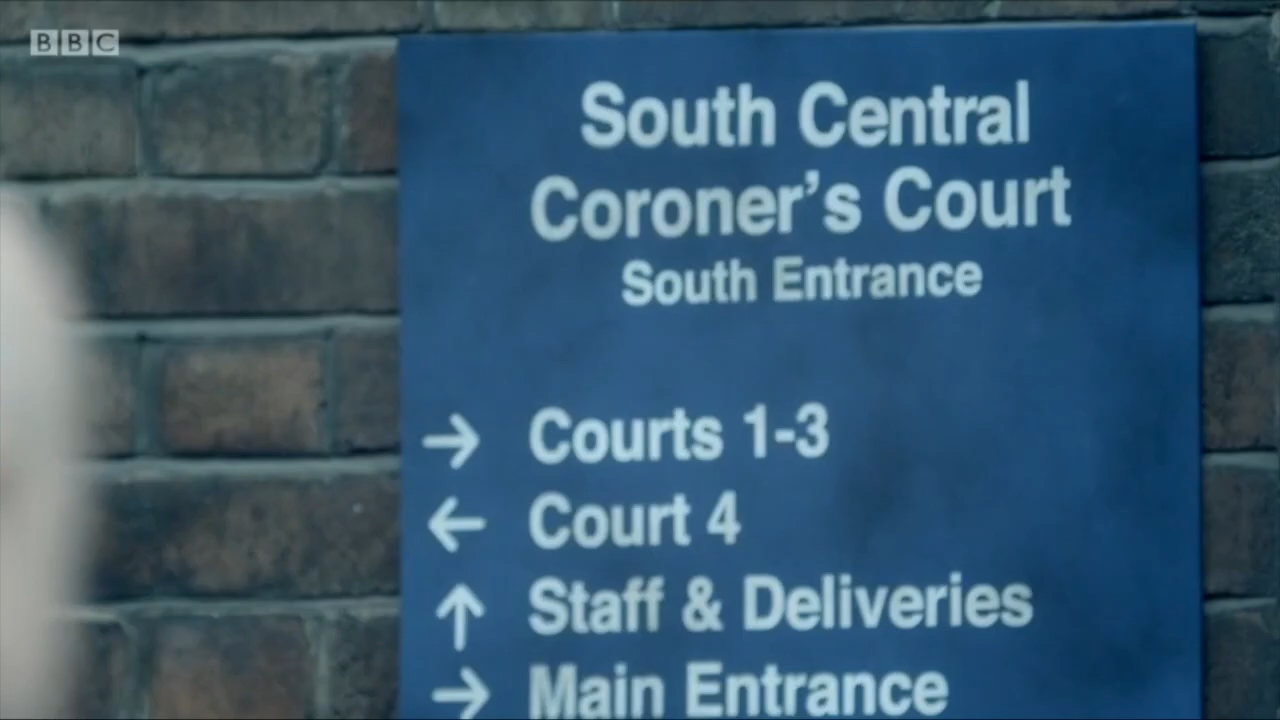 BBC
South Central
Coroner's Court
South Entrance
→ Courts 1-3
← Court 4
↑ Staff & Deliveries
→ Main Entrance